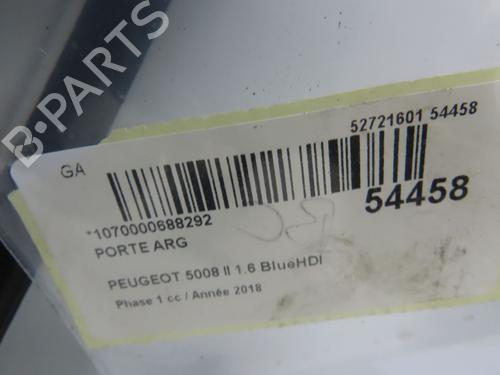 B-PARTS
GA
52721601 54458
*1070000688292
54458
PORTE ARG
PEUGEOT 5008 II 1.6 BlueHDI
Phase 1 cc / Année 2018